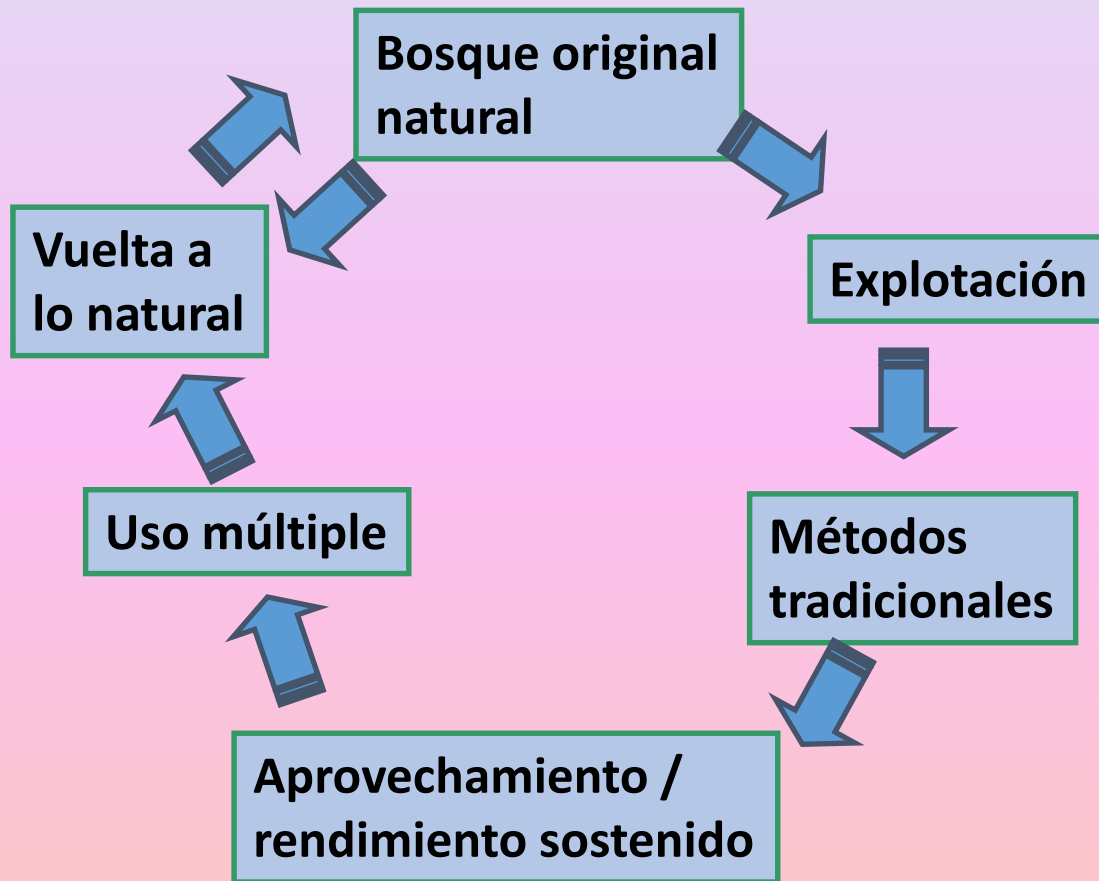 Bosque original
natural
Vuelta a
lo natural
Explotación
Uso múltiple
Métodos
tradicionales
Aprovechamiento /
rendimiento sostenido